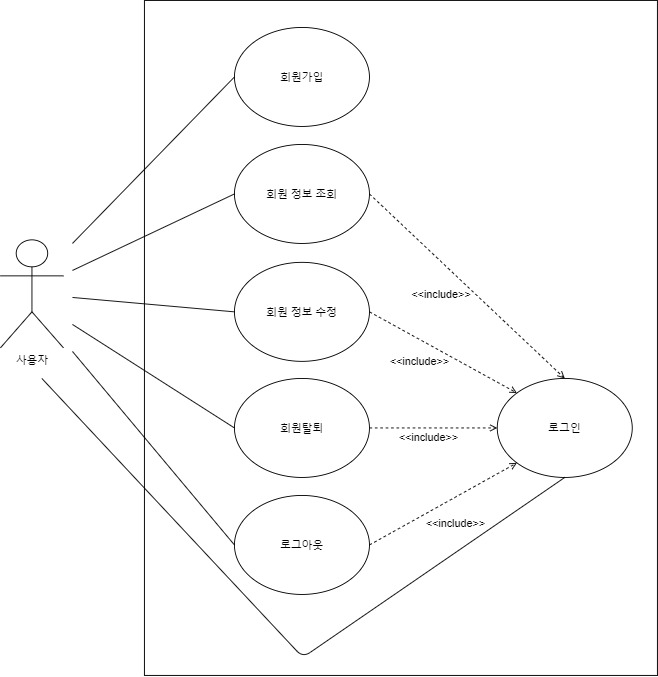 회원가입
회원 정보 조회
<<include>>
회원 정보 수정
사용자
<<include>>
회원탈퇴
로그인
<<include>>
<<include>>
로그아웃